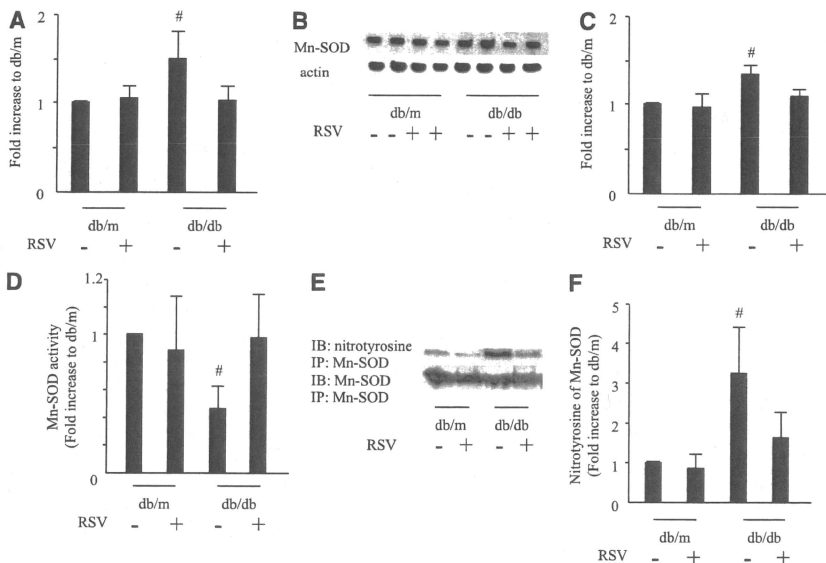 A
Fold increase to db/m
2
1
0
#
db/m
db/db
RSV
-
+
-
+
B
Mn-SOD
actin
db/m
db/db
RSV
- - + + - - + +
C
Fold increase to db/m
2
1
0
#
db/m
db/db
RSV
-
+
-
+
D
Mn-SOD activity
(Fold increase to db/m)
1.2
1
0
#
db/m
db/db
RSV
-
+
-
+
E
IB: nitrotyrosine
IP: Mn-SOD
IB: Mn-SOD
IP: Mn-SOD
db/m
db/db
RSV
-
+
-
+
F
Nitrotyrosine of Mn-SOD
(Fold increase to db/m)
5
4
3
2
1
0
#
db/m
db/db
RSV
-
+
-
+